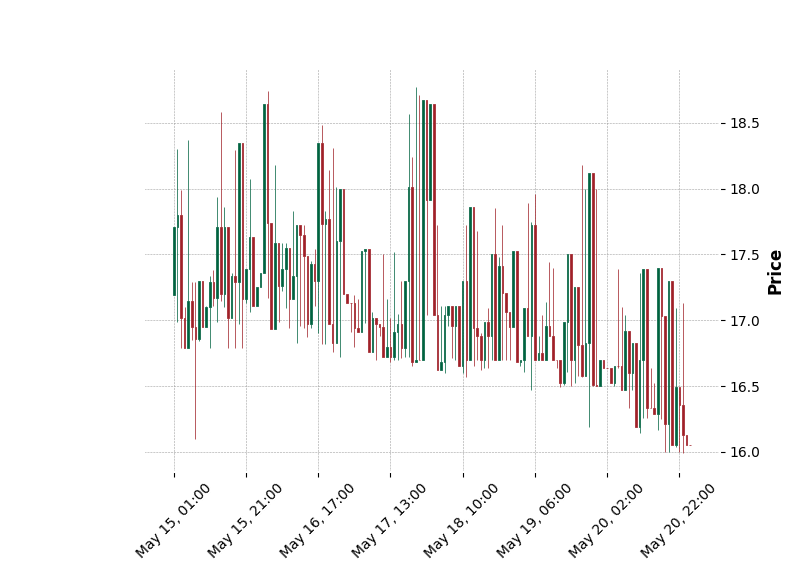 18.5
18.0
17.5
17.0
16.5
16.0
Price
May 15, 01:00
May 15, 21:00
May 16, 17:00
May 17, 13:00
May 18, 10:00
May 19, 06:00
May 20, 02:00
May 20, 22:00